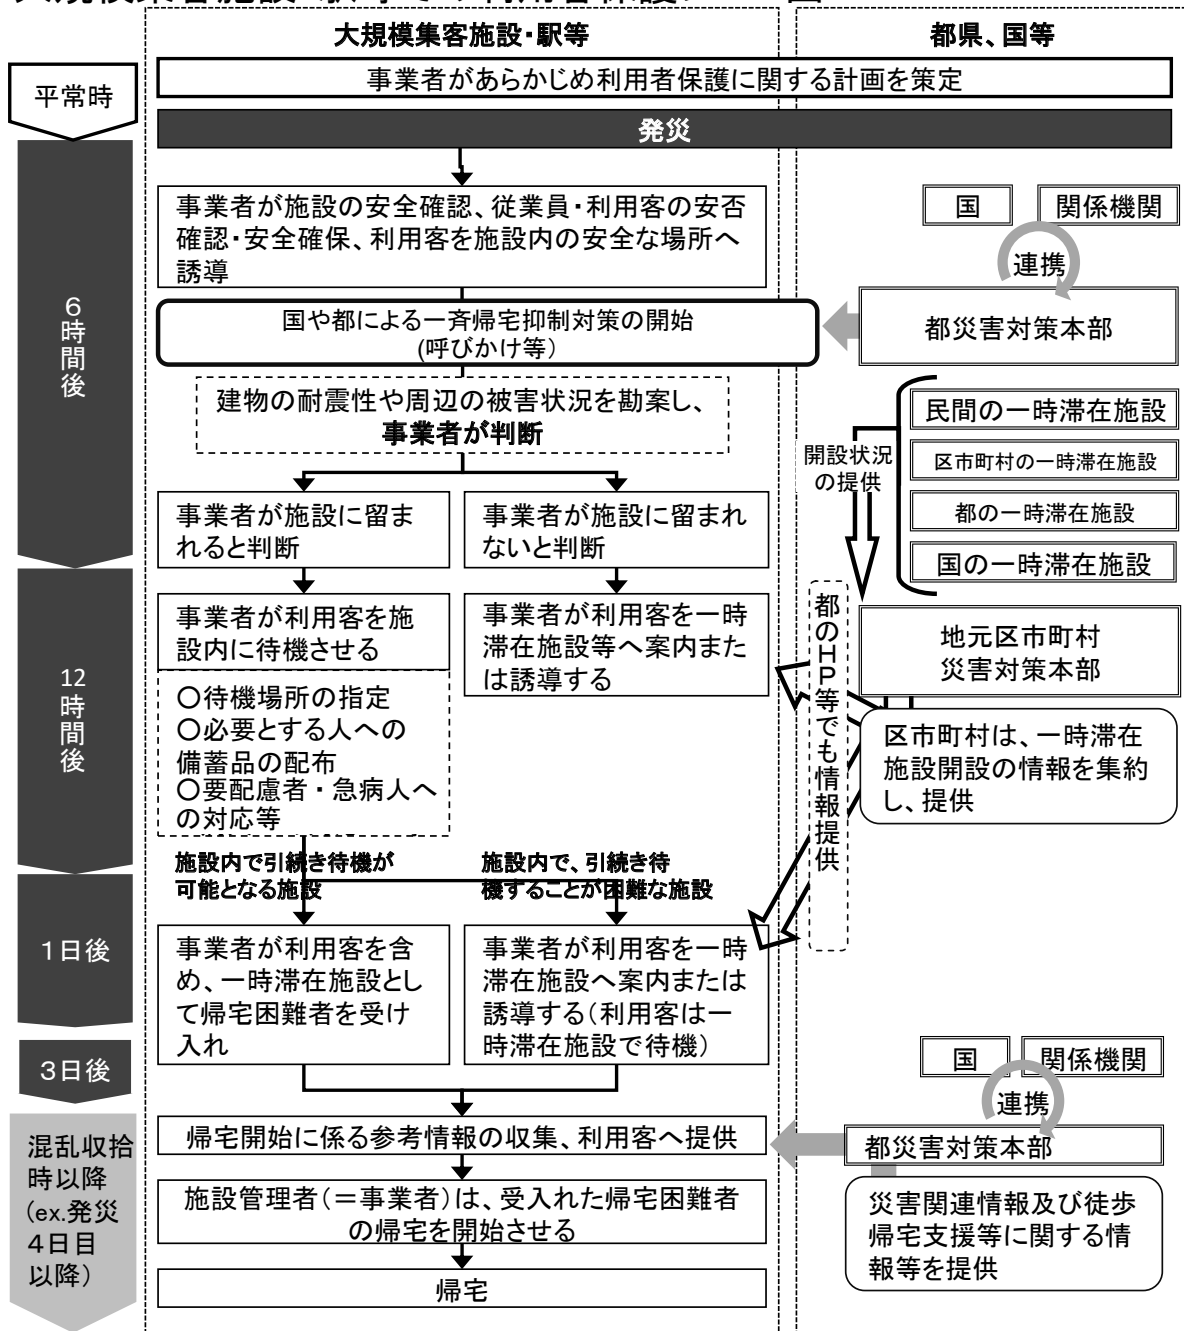 大規模集客施設・駅等
都県、国等
平常時
事業者があらかじめ利用者保護に関する計画を策定
発災
6時間後
事業者が施設の安全確認、従業員・利用客の安否
確認・安全確保、利用客を施設内の安全な場所へ
誘導
国
関係機関
連携
都災害対策本部
国や都による一斉帰宅抑制対策の開始
(呼びかけ等)
建物の耐震性や周辺の被害状況を勘案し、
事業者が判断
開設状況
の提供
民間の一時滞在施設
区市町村の一時滞在施設
都の一時滞在施設
国の一時滞在施設
事業者が施設に留ま
れると判断
事業者が施設に留まれ
ないと判断
12時間後
事業者が利用客を施
設内に待機させる
事業者が利用客を一時
滞在施設等へ案内また
は誘導する
都のHP等でも情報提供
地元区市町村
災害対策本部
〇待機場所の指定
〇必要とする人への
備蓄品の配布
〇要配慮者・急病人へ
の対応等
区市町村は、一時滞在
施設開設の情報を集約
し、提供
施設内で引続き待機が
可能となる施設
施設内で、引続き待
機することが困難な施設
1日後
事業者が利用客を含
め、一時滞在施設とし
て帰宅困難者を受け
入れ
事業者が利用客を一時
滞在施設へ案内または
誘導する(利用客は一
時滞在施設で待機)
3日後
国
関係機関
連携
都災害対策本部
混乱収拾
時以降
(ex.発災
4日目
以降)
帰宅開始に係る参考情報の収集、利用客へ提供
施設管理者(=事業者)は、受入れた帰宅困難者
の帰宅を開始させる
災害関連情報及び徒歩
帰宅支援等に関する情
報等を提供
帰宅